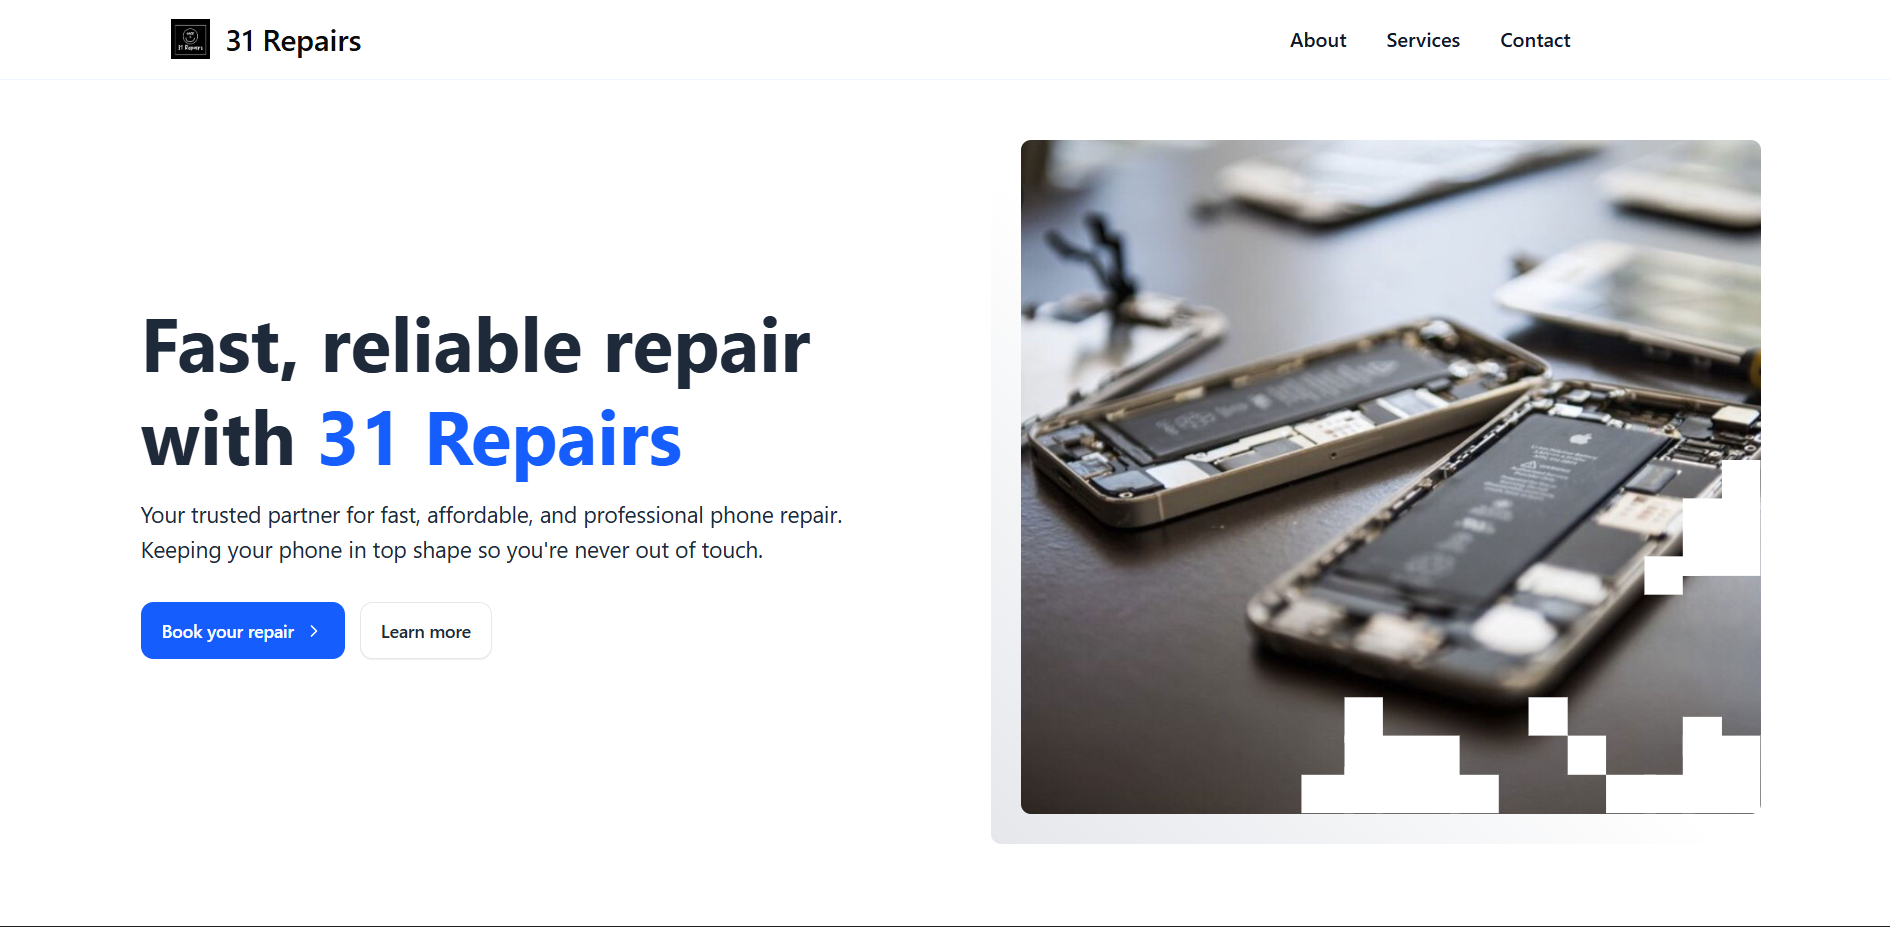 31 Repairs
31 Repairs
About
Services
Contact
Fast, reliable repair
with 31 Repairs
Your trusted partner for fast, affordable, and professional phone repair.
Keeping your phone in top shape so you're never out of touch.
Book your repair
Learn more